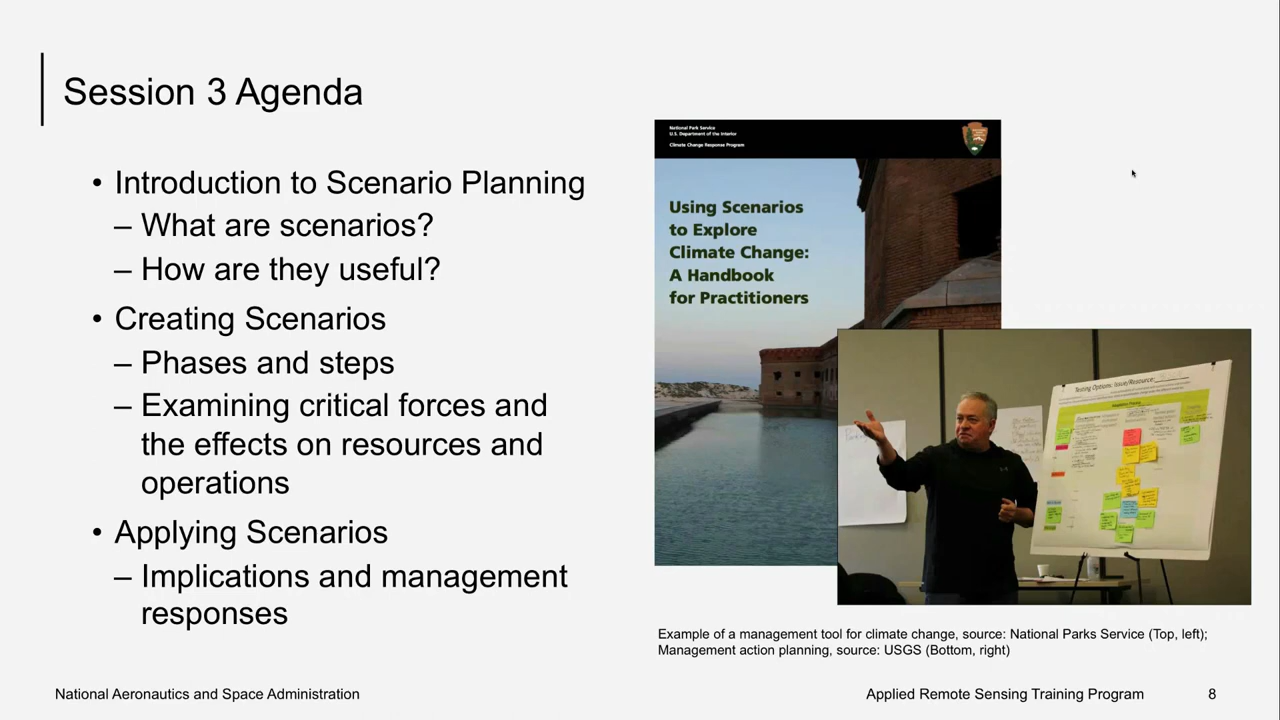 Session 3 Agenda
• Introduction to Scenario Planning
– What are scenarios?
– How are they useful?
• Creating Scenarios
– Phases and steps
– Examining critical forces and
the effects on resources and
operations
• Applying Scenarios
– Implications and management
responses
National Park Service
U.S. Department of the Interior
Climate Change Response Program
Using Scenarios
to Explore
Climate Change:
A Handbook
for Practitioners
Testing Options: Issue/Resource:
Example of a management tool for climate change, source: National Parks Service (Top, left);
Management action planning, source: USGS (Bottom, right)
National Aeronautics and Space Administration
Applied Remote Sensing Training Program
8